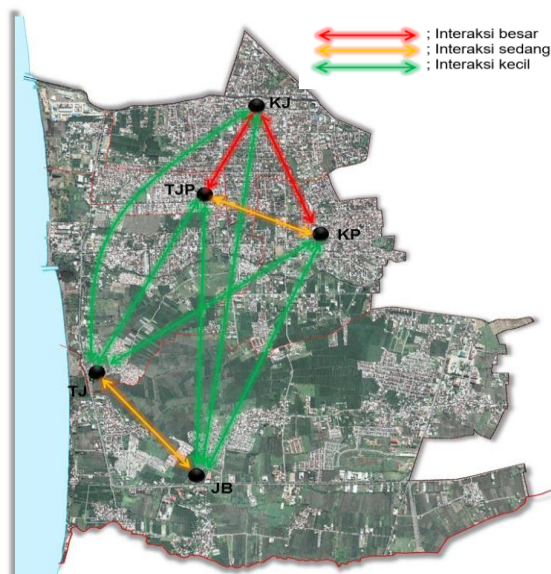 ; Interaksi besar
; Interaksi sedang
; Interaksi kecil
KJ
TJP
KP
TJ
JB